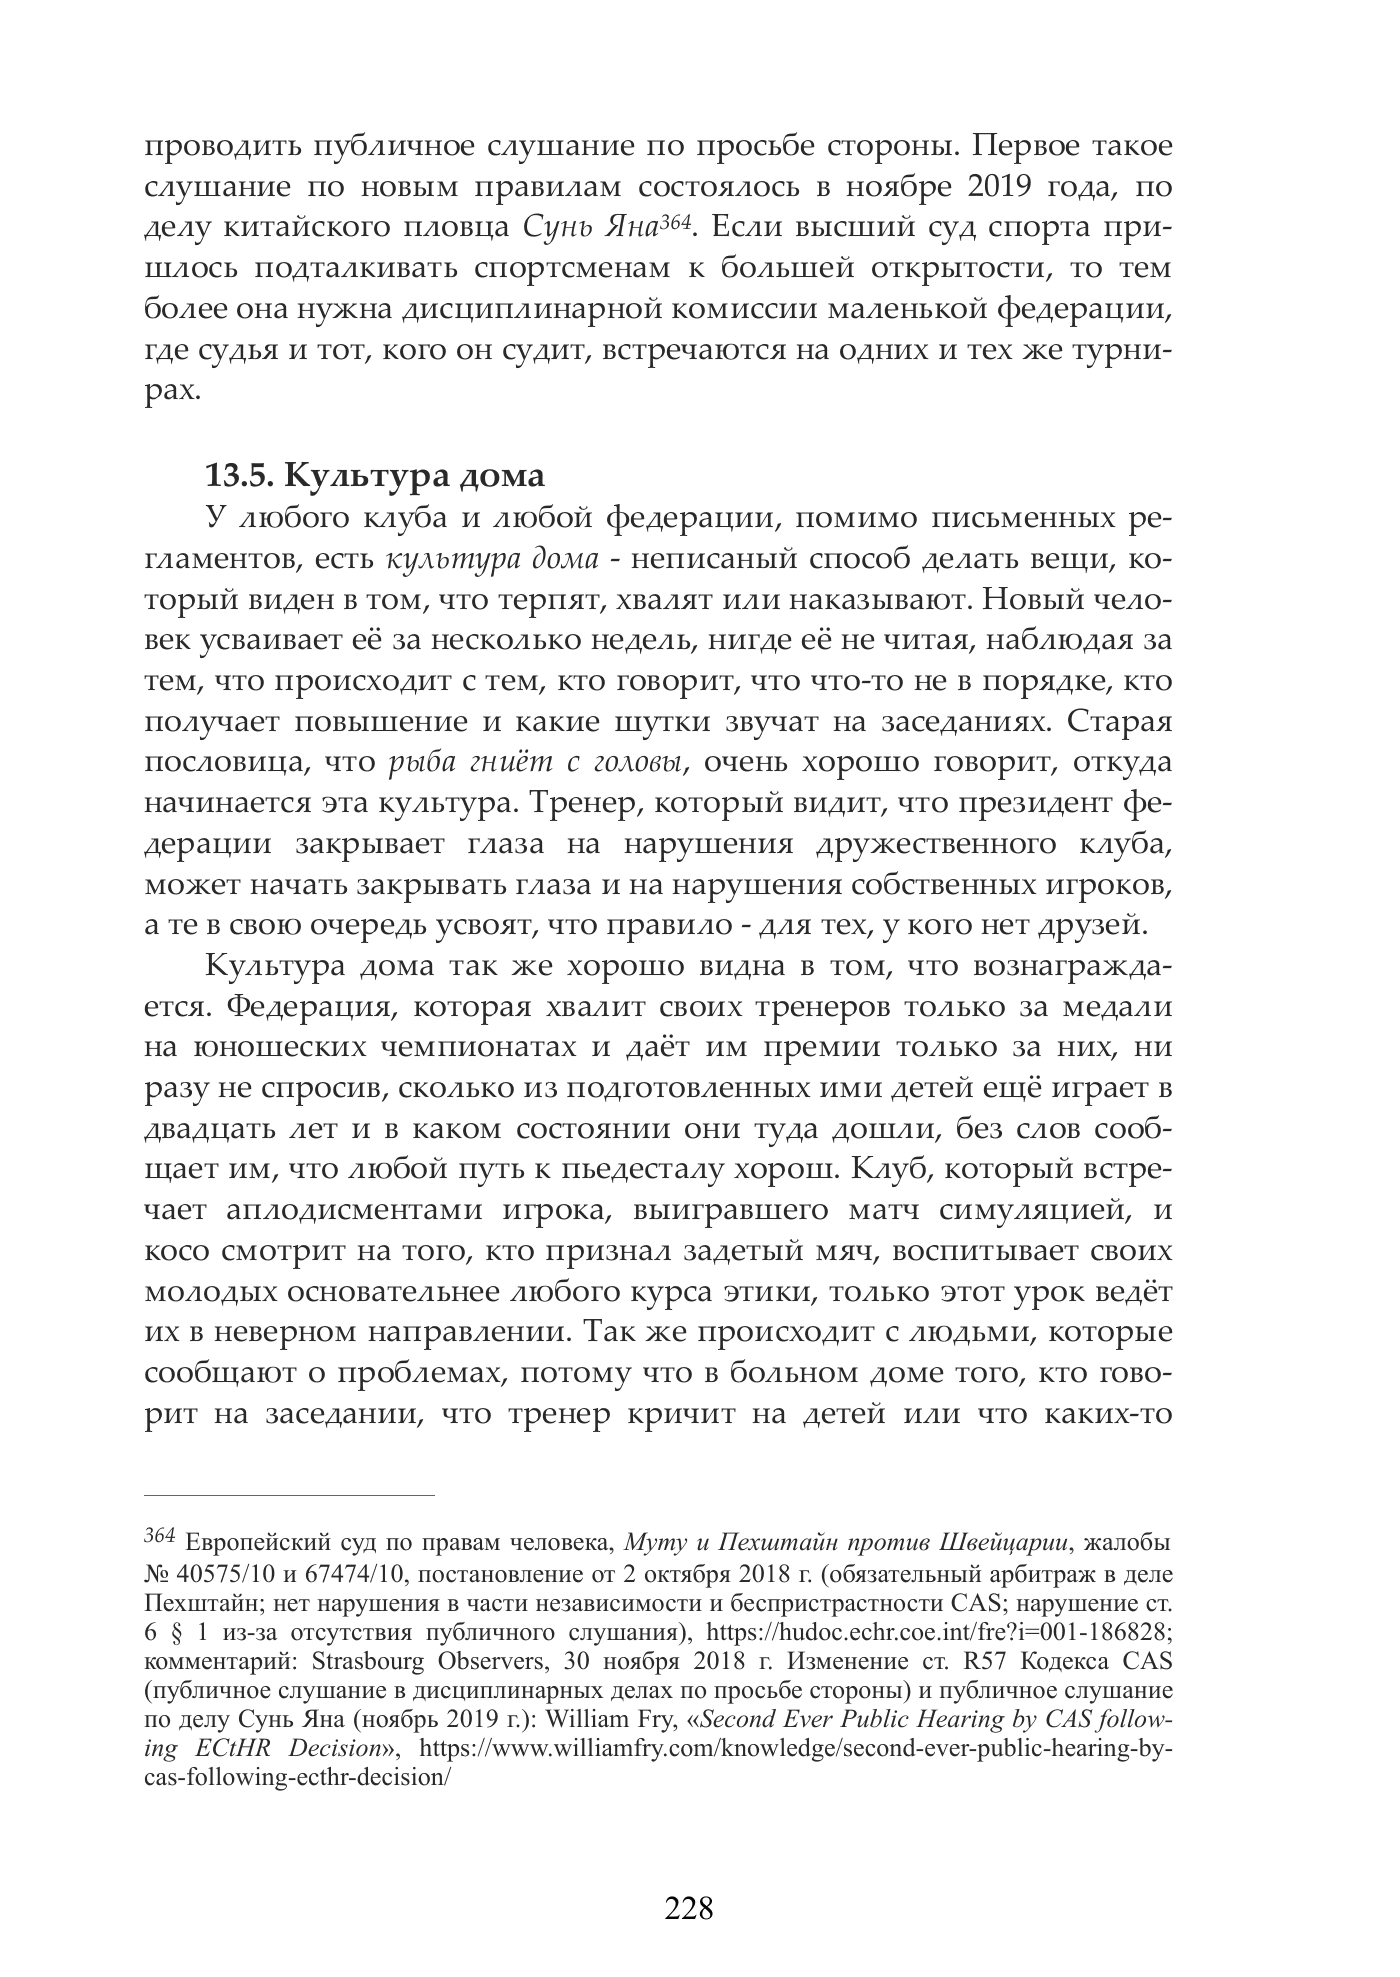 проводить публичное слушание по просьбе стороны. Первое такое
слушание по новым правилам состоялось в ноябре 2019 года, по
делу китайского пловца Сунь Яна364. Если высший суд спорта при-
шлось подталкивать спортсменам к большей открытости, то тем
более она нужна дисциплинарной комиссии маленькой федерации,
где судья и тот, кого он судит, встречаются на одних и тех же турни-
рах.
13.5. Культура дома
У любого клуба и любой федерации, помимо письменных ре-
гламентов, есть культура дома - неписаный способ делать вещи, ко-
торый виден в том, что терпят, хвалят или наказывают. Новый чело-
век усваивает её за несколько недель, нигде её не читая, наблюдая за
тем, что происходит с тем, кто говорит, что что-то не в порядке, кто
получает повышение и какие шутки звучат на заседаниях. Старая
пословица, что рыба гниёт с головы, очень хорошо говорит, откуда
начинается эта культура. Тренер, который видит, что президент фе-
дерации закрывает глаза на нарушения дружественного клуба,
может начать закрывать глаза и на нарушения собственных игроков,
а те в свою очередь усвоят, что правило - для тех, у кого нет друзей.
Культура дома так же хорошо видна в том, что вознагражда-
ется. Федерация, которая хвалит своих тренеров только за медали
на юношеских чемпионатах и даёт им премии только за них, ни
разу не спросив, сколько из подготовленных ими детей ещё играет в
двадцать лет и в каком состоянии они туда дошли, без слов сооб-
щает им, что любой путь к пьедесталу хорош. Клуб, который встре-
чает аплодисментами игрока, выигравшего матч симуляцией, и
косо смотрит на того, кто признал задетый мяч, воспитывает своих
молодых основательнее любого курса этики, только этот урок ведёт
их в неверном направлении. Так же происходит с людьми, которые
сообщают о проблемах, потому что в больном доме того, кто гово-
рит на заседании, что тренер кричит на детей или что каких-то
364 Европейский суд по правам человека, Муту и Пехштайн против Швейцарии, жалобы
№ 40575/10 и 67474/10, постановление от 2 октября 2018 г. (обязательный арбитраж в деле
Пехштайн; нет нарушения в части независимости и беспристрастности CAS; нарушение ст.
6 § 1 из-за отсутствия публичного слушания), https://hudoc.echr.coe.int/fre?i=001-186828;
комментарий: Strasbourg Observers, 30 ноября 2018 г. Изменение ст. R57 Кодекса CAS
(публичное слушание в дисциплинарных делах по просьбе стороны) и публичное слушание
по делу Сунь Яна (ноябрь 2019 г.): William Fry, «Second Ever Public Hearing by CAS follow-
ing ECtHR Decision», https://www.williamfry.com/knowledge/second-ever-public-hearing-by-
cas-following-ecthr-decision/
228